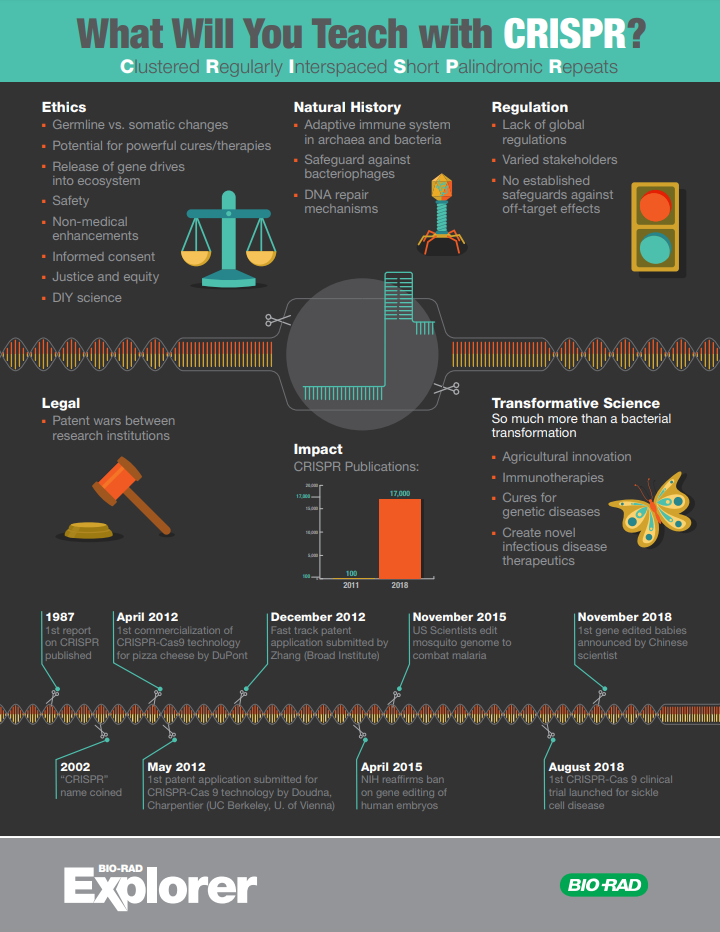 What Will You Teach with CRISPR?
Clustered Regularly Interspaced Short Palindromic Repeats
Ethics
Germline vs. somatic changes
Potential for powerful cures/therapies
Release of gene drives
into ecosystem
Safety
Non-medical
enhancements
Informed consent
Justice and equity
DIY science
Natural History
Adaptive immune system
in archaea and bacteria
Safeguard against
bacteriophages
DNA repair
mechanisms
Regulation
Lack of global
regulations
Varied stakeholders
No established
safeguards against
off-target effects
Legal
Patent wars between
research institutions
Impact
CRISPR Publications:
20,000
17,000
15,000
10,000
5,000
100
17,000
100
2011
2018
Transformative Science
So much more than a bacterial
transformation
Agricultural innovation
Immunotherapies
Cures for
genetic diseases
Create novel
infectious disease
therapeutics
1987
1st report
on CRISPR
published
April 2012
1st commercialization of
CRISPR-Cas9 technology
for pizza cheese by DuPont
December 2012
Fast track patent
application submitted by
Zhang (Broad Institute)
November 2015
US Scientists edit
mosquito genome to
combat malaria
November 2018
1st gene edited babies
announced by Chinese
scientist
2002
“CRISPR”
name coined
May 2012
1st patent application submitted for
CRISPR-Cas 9 technology by Doudna,
Charpentier (UC Berkeley, U. of Vienna)
April 2015
NIH reaffirms ban
on gene editing of
human embryos
August 2018
1st CRISPR-Cas 9 clinical
trial launched for sickle
cell disease
BIO-RAD
Explorer
BIO-RAD